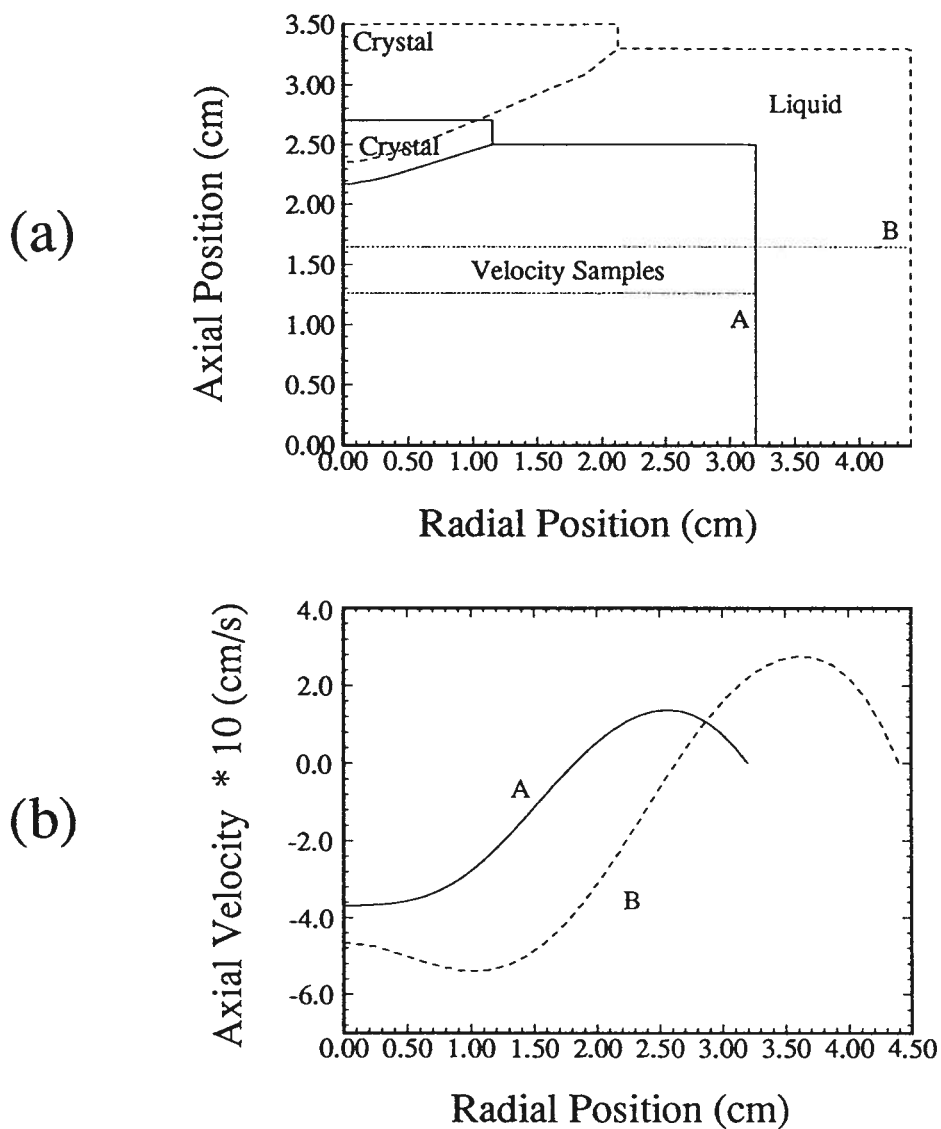 (a)
Axial Position (cm)
3.50
3.00
2.50
2.00
1.50
1.00
0.50
0.00
Crystal
Crystal
Liquid
B
Velocity Samples
A
0.00 0.50 1.00 1.50 2.00 2.50 3.00 3.50 4.00
Radial Position (cm)
(b)
Axial Velocity * 10 (cm/s)
4.0
2.0
0.0
-2.0
-4.0
-6.0
A
B
0.00 0.50 1.00 1.50 2.00 2.50 3.00 3.50 4.00 4.50
Radial Position (cm)